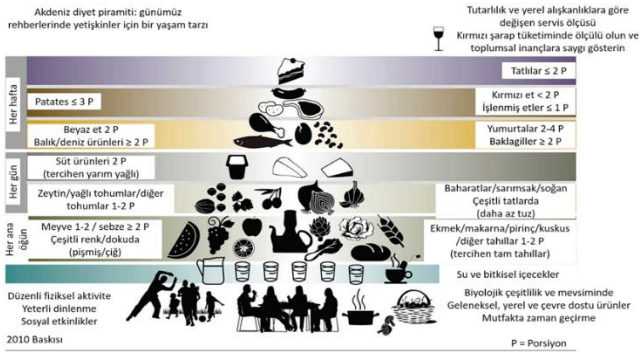 Akdeniz diyet piramiti: günümüz
rehberlerinde yetişkinler için bir yaşam tarzı
Tutarlılık ve yerel alışkanlıklara göre
değişen servis ölçüsü
Kırmızı şarap tüketiminde ölçülü olun ve
toplumsal inançlara saygı gösterin
Her hafta
Tatlılar ≤ 2 P
Patates ≤ 3 P
Kırmızı et < 2 P
İşlenmiş etler ≤ 1 P
Beyaz et 2 P
Balık/deniz ürünleri ≥ 2 P
Yumurtalar 2-4 P
Baklagiller ≥ 2 P
Her gün
Süt ürünleri 2 P
(tercihen yarım yağlı)
Zeytin/yağlı tohumlar/diğer
tohumlar 1-2 P
Baharatlar/sarımsak/soğan
Çeşitli tatlarda
(daha az tuz)
Her ana
öğün
Meyve 1-2 / sebze ≥ 2 P
Çeşitli renk/dokuda
(pişmiş/çiğ)
Ekmek/makarna/pirinç/kuskus
/diğer tahıllar 1-2 P
(tercihen tam tahıllar)
Su ve bitkisel içecekler
Düzenli fiziksel aktivite
Yeterli dinlenme
Sosyal etkinlikler
Biyolojik çeşitlilik ve mevsiminde
Geleneksel, yerel ve çevre dostu ürünler
Mutfakta zaman geçirme
2010 Baskısı
P = Porsiyon